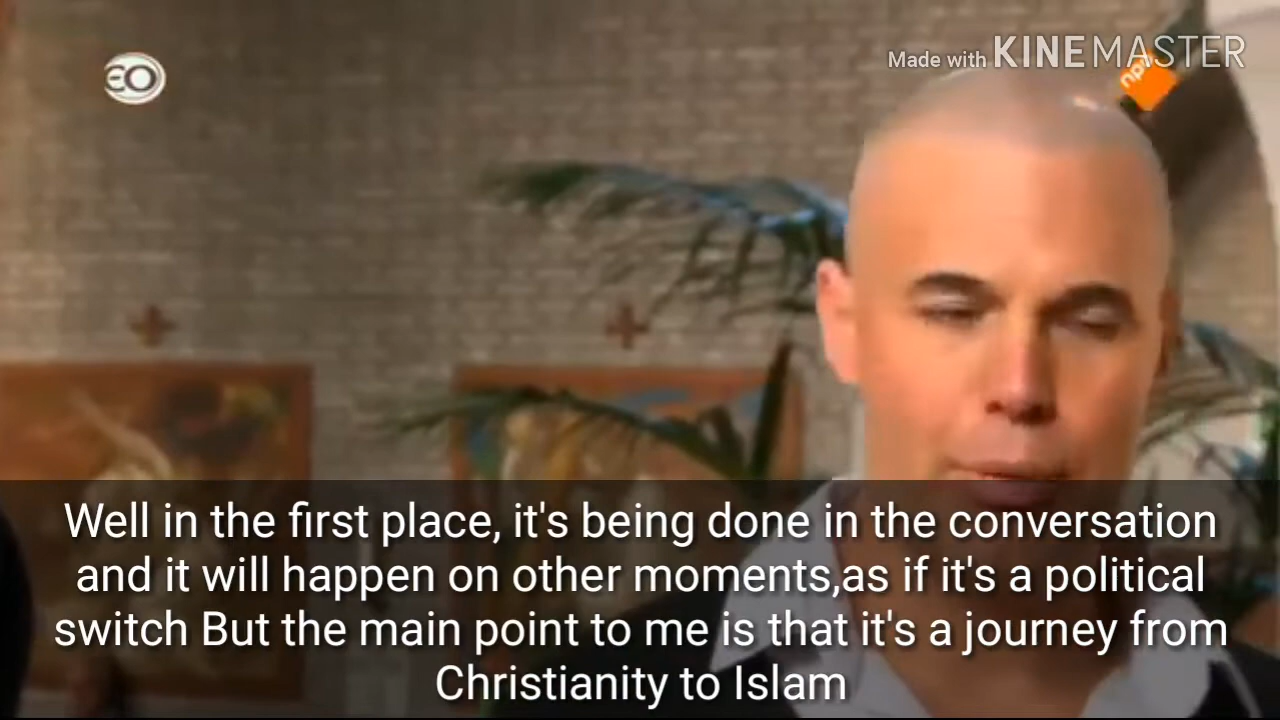 EO
Made with KINEMASTER
npo
Well in the first place, it's being done in the conversation
and it will happen on other moments,as if it's a political
switch But the main point to me is that it's a journey from
Christianity to Islam